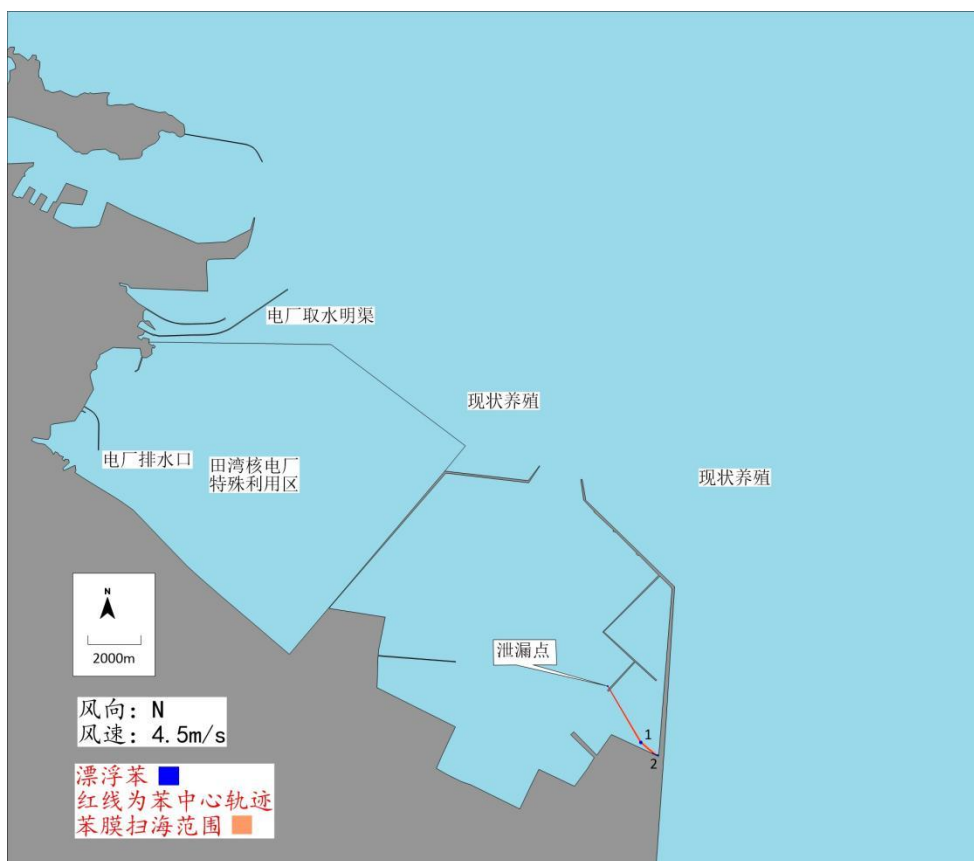 电厂取水明渠
现状养殖
电厂排水口
田湾核电厂
特殊利用区
现状养殖
N
2000m
泄漏点
1
2
风向: N
风速: 4.5m/s
漂浮苯
红线为苯中心轨迹
苯膜扫海范围